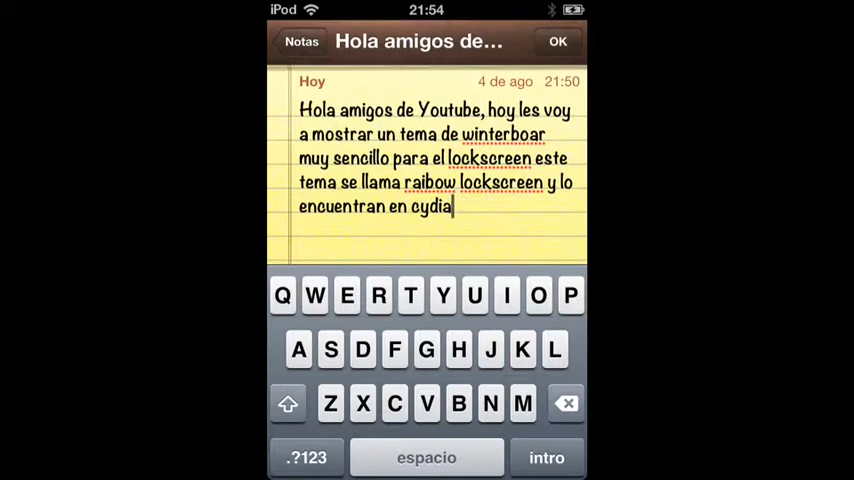 iPod 21:54
Notas Hola amigos de... OK
Hoy 4 de ago 21:50
Hola amigos de Youtube, hoy les voy
a mostrar un tema de winterboar
muy sencillo para el lockscreen este
tema se llama raibow lockscreen y lo
encuentran en cydia
Q W E R T Y U I O P
A S D F G H J K L
Z X C V B N M
.?123 espacio intro